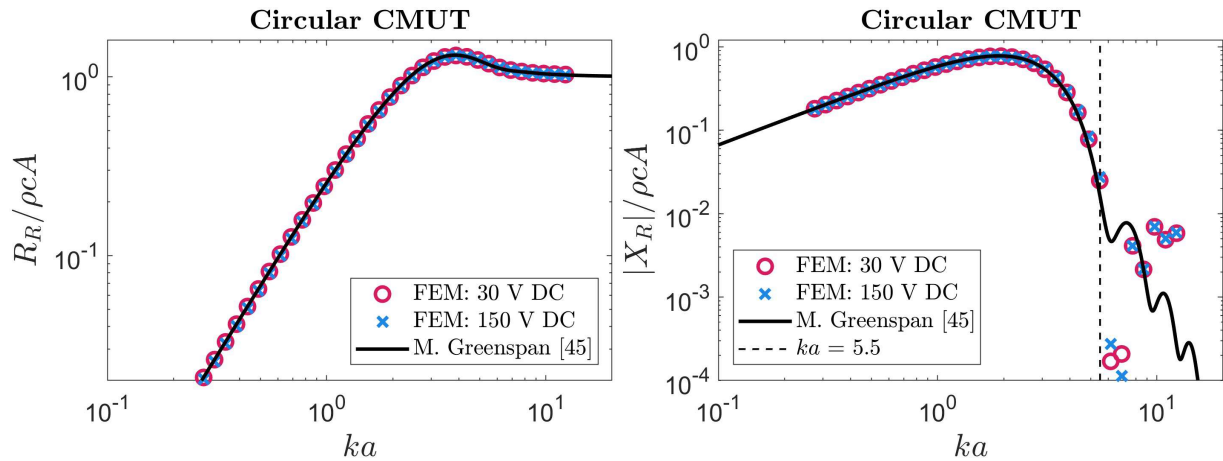 Circular CMUT
R_R/ρcA
10^0
10^-1
10^-1
10^0
10^1
ka
FEM: 30 V DC
FEM: 150 V DC
M. Greenspan [45]
Circular CMUT
|X_R|/ρcA
10^0
10^-1
10^-2
10^-3
10^-4
10^-1
10^0
10^1
ka
FEM: 30 V DC
FEM: 150 V DC
M. Greenspan [45]
ka = 5.5